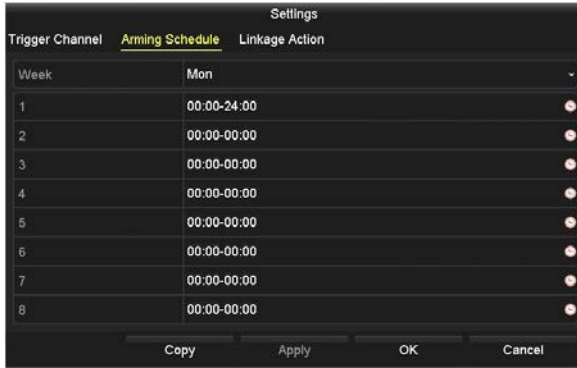 Settings
Trigger Channel Arming Schedule Linkage Action
Week Mon
1 00:00-24:00
2 00:00-00:00
3 00:00-00:00
4 00:00-00:00
5 00:00-00:00
6 00:00-00:00
7 00:00-00:00
8 00:00-00:00
Copy Apply OK Cancel